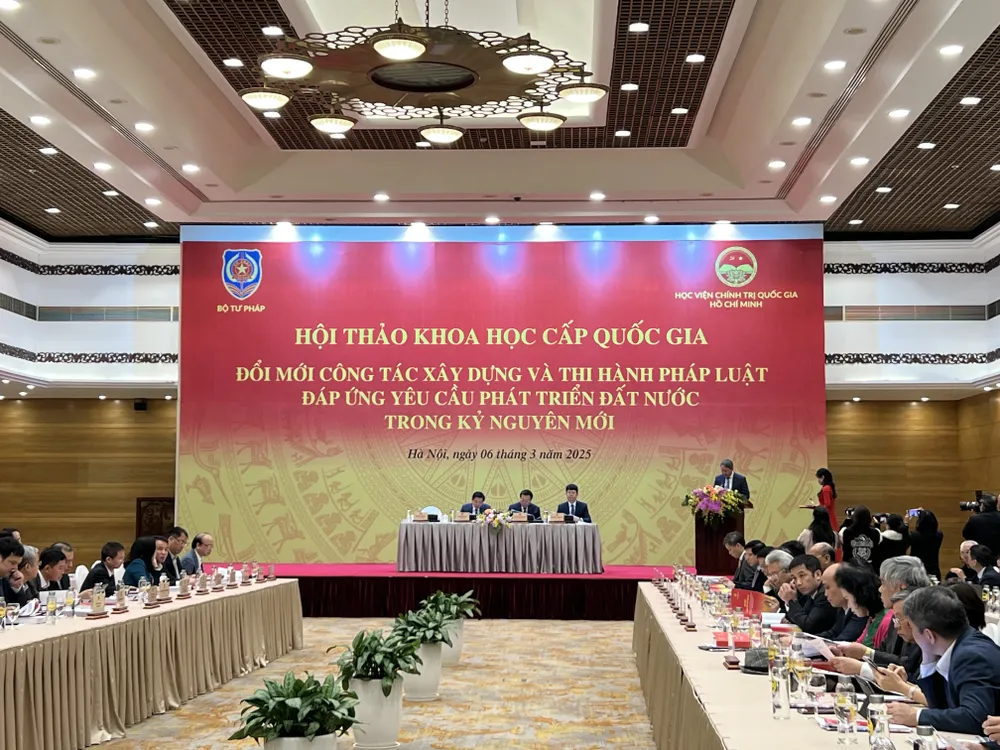 BỘ TƯ PHÁP
HỌC VIỆN CHÍNH TRỊ QUỐC GIA
HỒ CHÍ MINH
HỘI THẢO KHOA HỌC CẤP QUỐC GIA
ĐỔI MỚI CÔNG TÁC XÂY DỰNG VÀ THI HÀNH PHÁP LUẬT
ĐÁP ỨNG YÊU CẦU PHÁT TRIỂN ĐẤT NƯỚC
TRONG KỶ NGUYÊN MỚI
Hà Nội, ngày 06 tháng 3 năm 2025